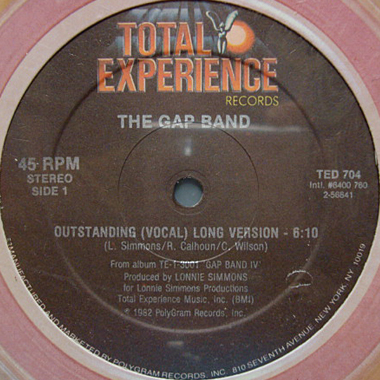 TOTAL
EXPERIENCE
RECORDS
THE GAP BAND
45 RPM
STEREO
SIDE 1
TED 704
Intl. #6400 760
2-56841
OUTSTANDING (VOCAL) LONG VERSION - 6:10
(L. Simmons/R. Calhoun/C. Wilson)
From album TE-1-3001 'GAP BAND IV'
Produced by LONNIE SIMMONS
for Lonnie Simmons Productions
Total Experience Music, Inc. (BMI)
℗ 1982 PolyGram Records, Inc.
MANUFACTURED AND MARKETED BY POLYGRAM RECORDS, INC. 810 SEVENTH AVENUE, NEW YORK, N.Y. 10019